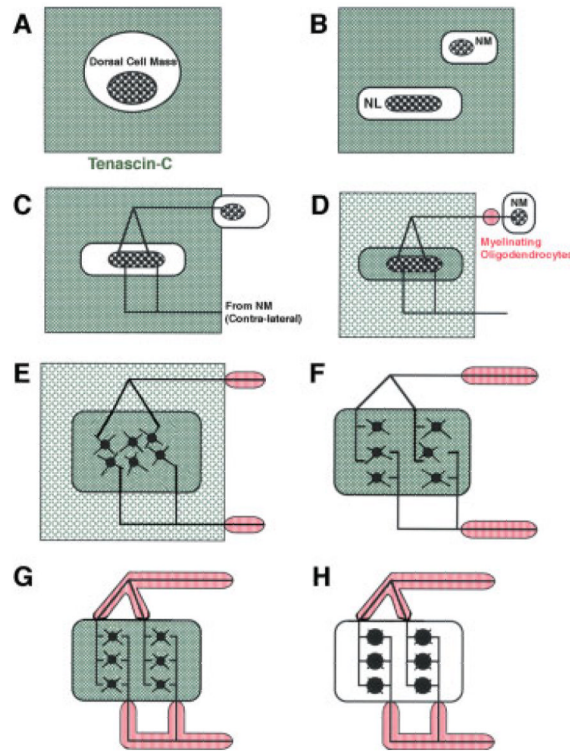 A
Dorsal Cell Mass
Tenascin-C
B
NM
NL
C
From NM
(Contra-lateral)
D
NM
Myelinating
Oligodendrocytes
E
F
G
H